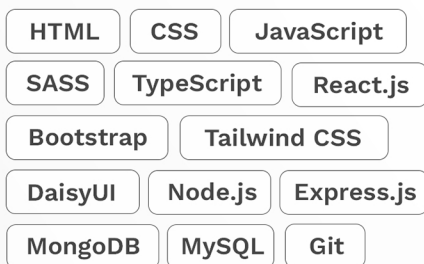 HTML CSS JavaScript
SASS TypeScript React.js
Bootstrap Tailwind CSS
DaisyUI Node.js Express.js
MongoDB MySQL Git